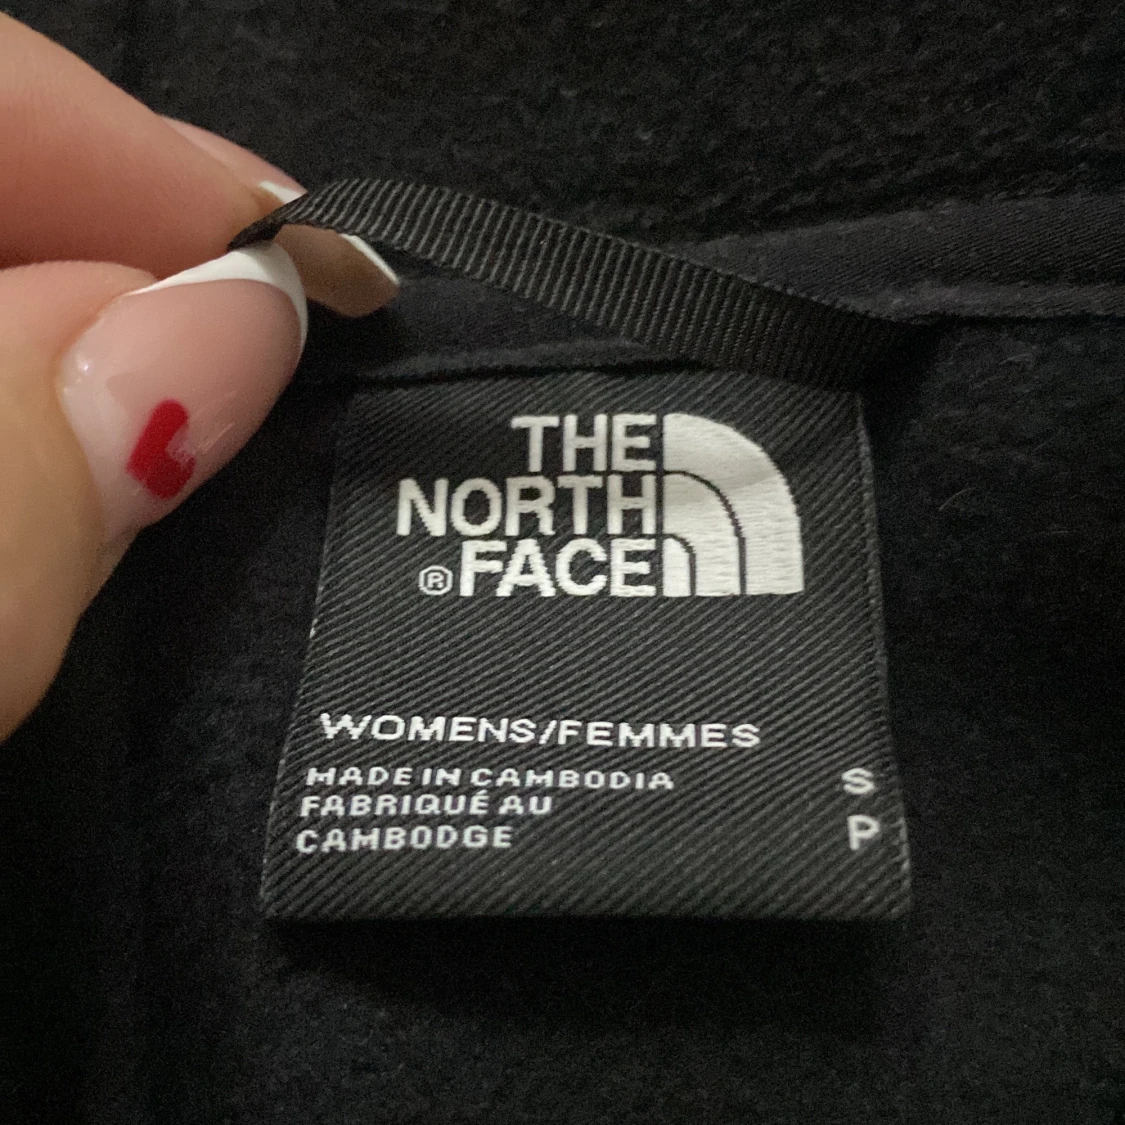 THE
NORTH
®FACE
WOMENS/FEMMES
MADE IN CAMBODIA S
FABRIQUÉ AU
CAMBODGE P